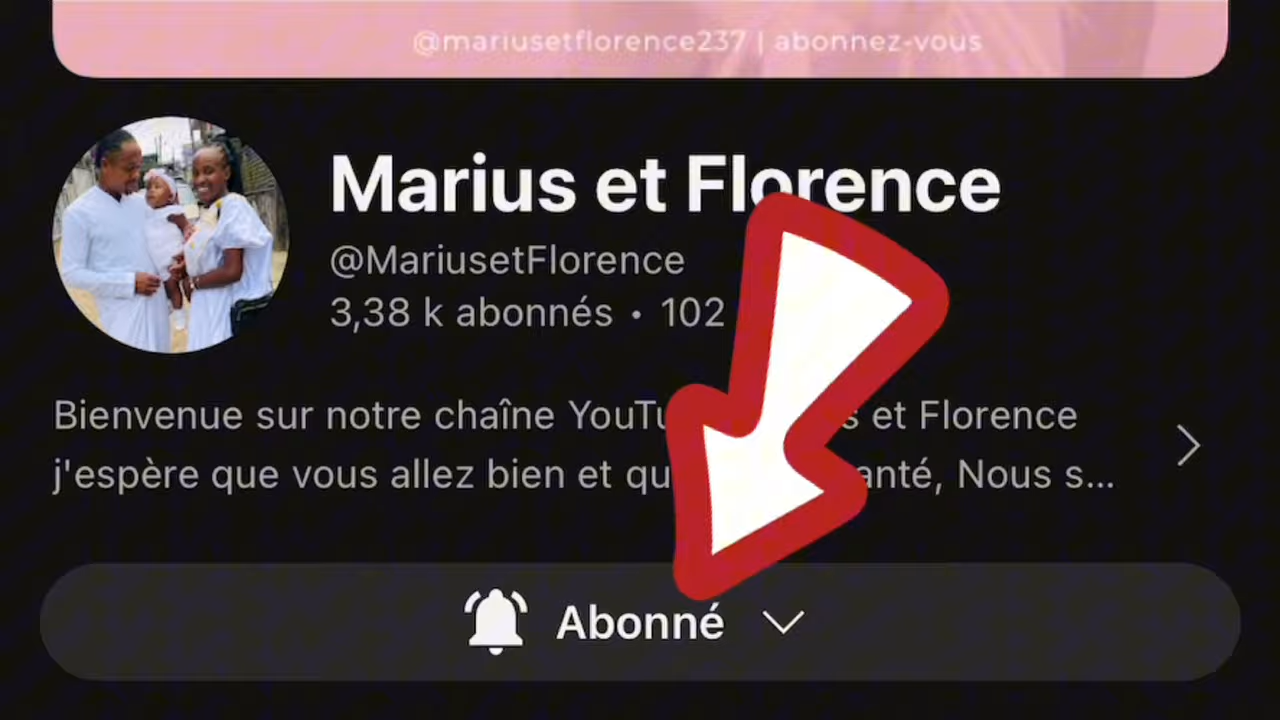 @mariusetflorence237 | abonnez-vous
Marius et Florence
@MariusetFlorence
3,38 k abonnés • 102
Bienvenue sur notre chaîne YouTu s et Florence
j'espère que vous allez bien et qu anté, Nous s...
Abonné